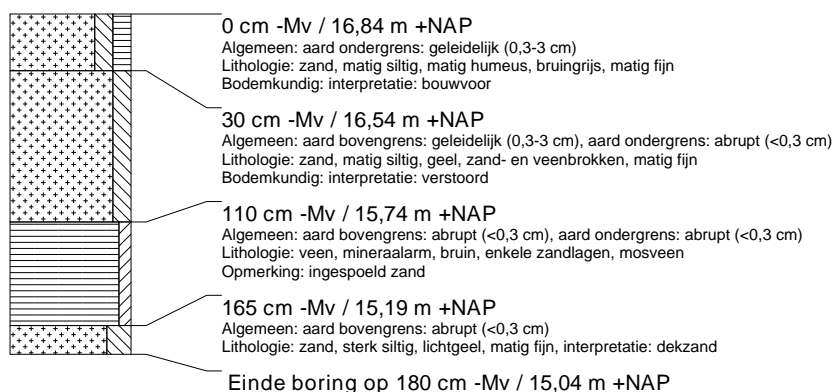 0 cm -Mv / 16,84 m +NAP
Algemeen: aard ondergrens: geleidelijk (0,3-3 cm)
Lithologie: zand, matig siltig, matig humeus, bruingrijs, matig fijn
Bodemkundig: interpretatie: bouwvoor
30 cm -Mv / 16,54 m +NAP
Algemeen: aard bovengrens: geleidelijk (0,3-3 cm), aard ondergrens: abrupt (<0,3 cm)
Lithologie: zand, matig siltig, geel, zand- en veenbrokken, matig fijn
Bodemkundig: interpretatie: verstoord
110 cm -Mv / 15,74 m +NAP
Algemeen: aard bovengrens: abrupt (<0,3 cm), aard ondergrens: abrupt (<0,3 cm)
Lithologie: veen, mineraalarm, bruin, enkele zandlagen, mosveen
Opmerking: ingespoeld zand
165 cm -Mv / 15,19 m +NAP
Algemeen: aard bovengrens: abrupt (<0,3 cm)
Lithologie: zand, sterk siltig, lichtgeel, matig fijn, interpretatie: dekzand
Einde boring op 180 cm -Mv / 15,04 m +NAP